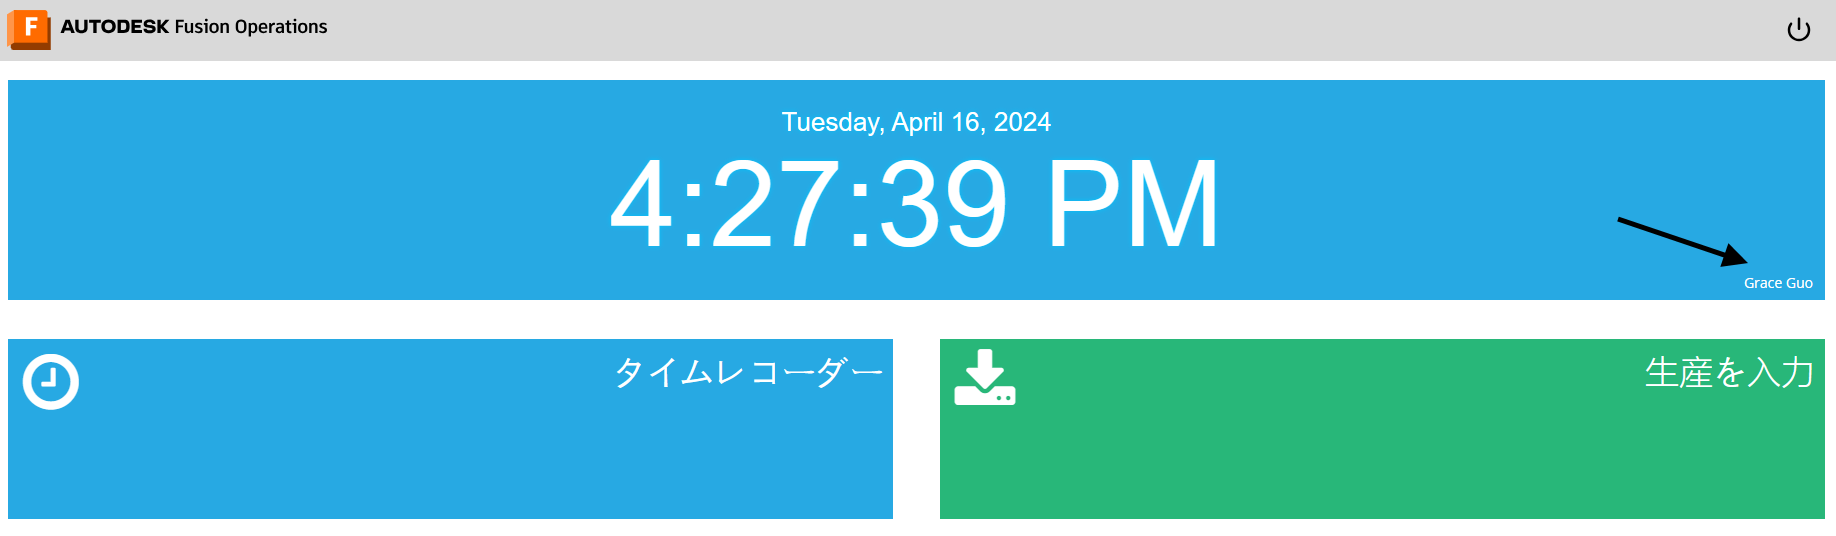 F AUTODESK Fusion Operations
Tuesday, April 16, 2024
4:27:39 PM
Grace Guo
タイムレコーダー
生産を入力